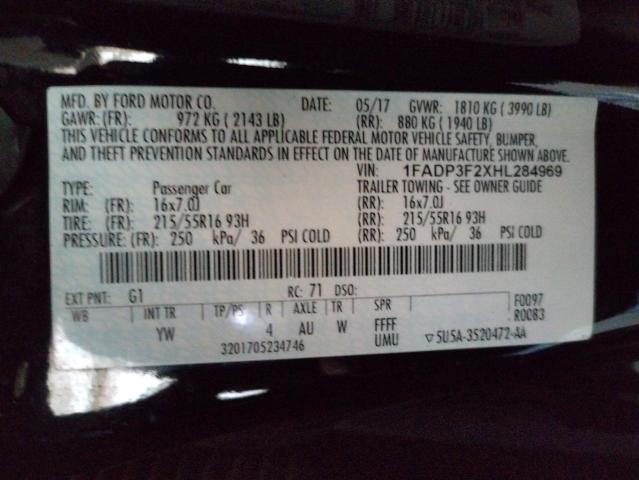 MFD. BY FORD MOTOR CO. DATE: 05/17 GVWR: 1810 KG ( 3990 LB)
GAWR: (FR): 972 KG ( 2143 LB) (RR): 880 KG ( 1940 LB)
THIS VEHICLE CONFORMS TO ALL APPLICABLE FEDERAL MOTOR VEHICLE SAFETY, BUMPER,
AND THEFT PREVENTION STANDARDS IN EFFECT ON THE DATE OF MANUFACTURE SHOWN ABOVE.
VIN: 1FADP3F2XHL284969
TYPE: Passenger Car TRAILER TOWING - SEE OWNER GUIDE
RIM: (FR): 16x7.0J (RR): 16x7.0J
TIRE: (FR): 215/55R16 93H (RR): 215/55R16 93H
PRESSURE: (FR): 250 kPa/ 36 PSI COLD (RR): 250 kPa/ 36 PSI COLD
EXT PNT: G1 RC: 71 DSO:
WB INT TR TP/PS R AXLE TR SPR F0097
YW 4 AU W FFFF R0083
UMU
3201705234746 ▽5U5A-3520472-AA